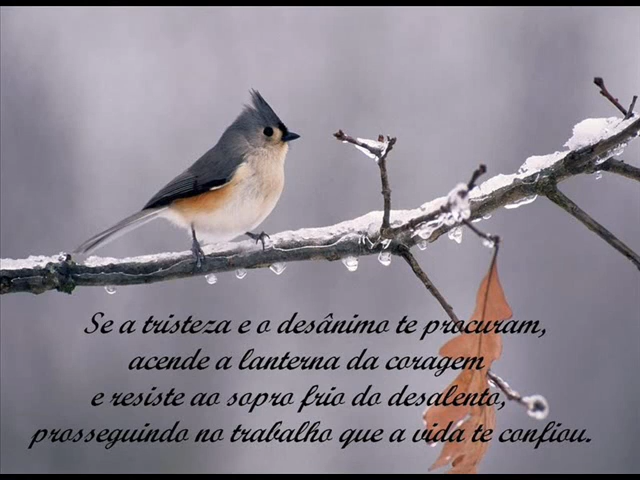 Se a tristeza e o desânimo te procuram,
acende a lanterna da coragem
e resiste ao sopro frio do desalento,
prosseguindo no trabalho que a vida te confiou.